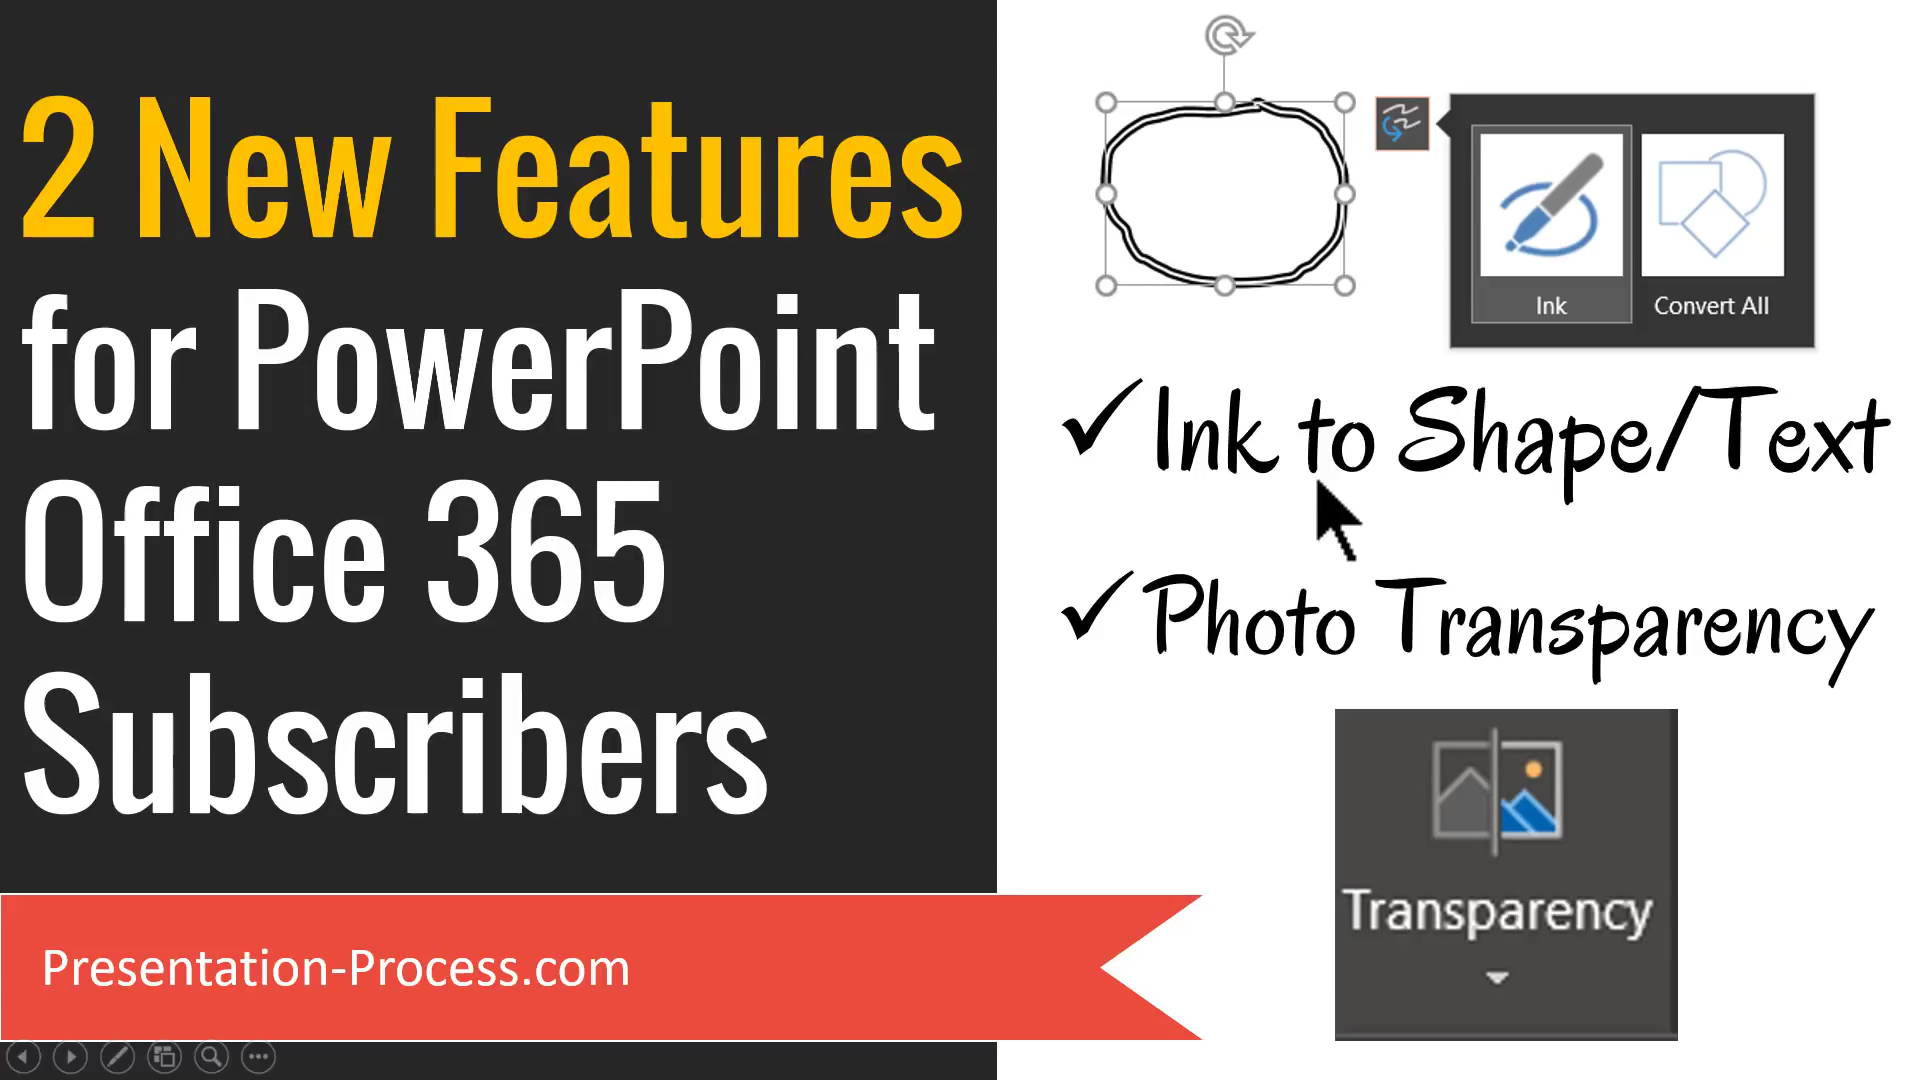 2 New Features
for PowerPoint
Office 365
Subscribers
Ink
Convert All
✓Ink to Shape/Text
✓Photo Transparency
Transparency
Presentation-Process.com